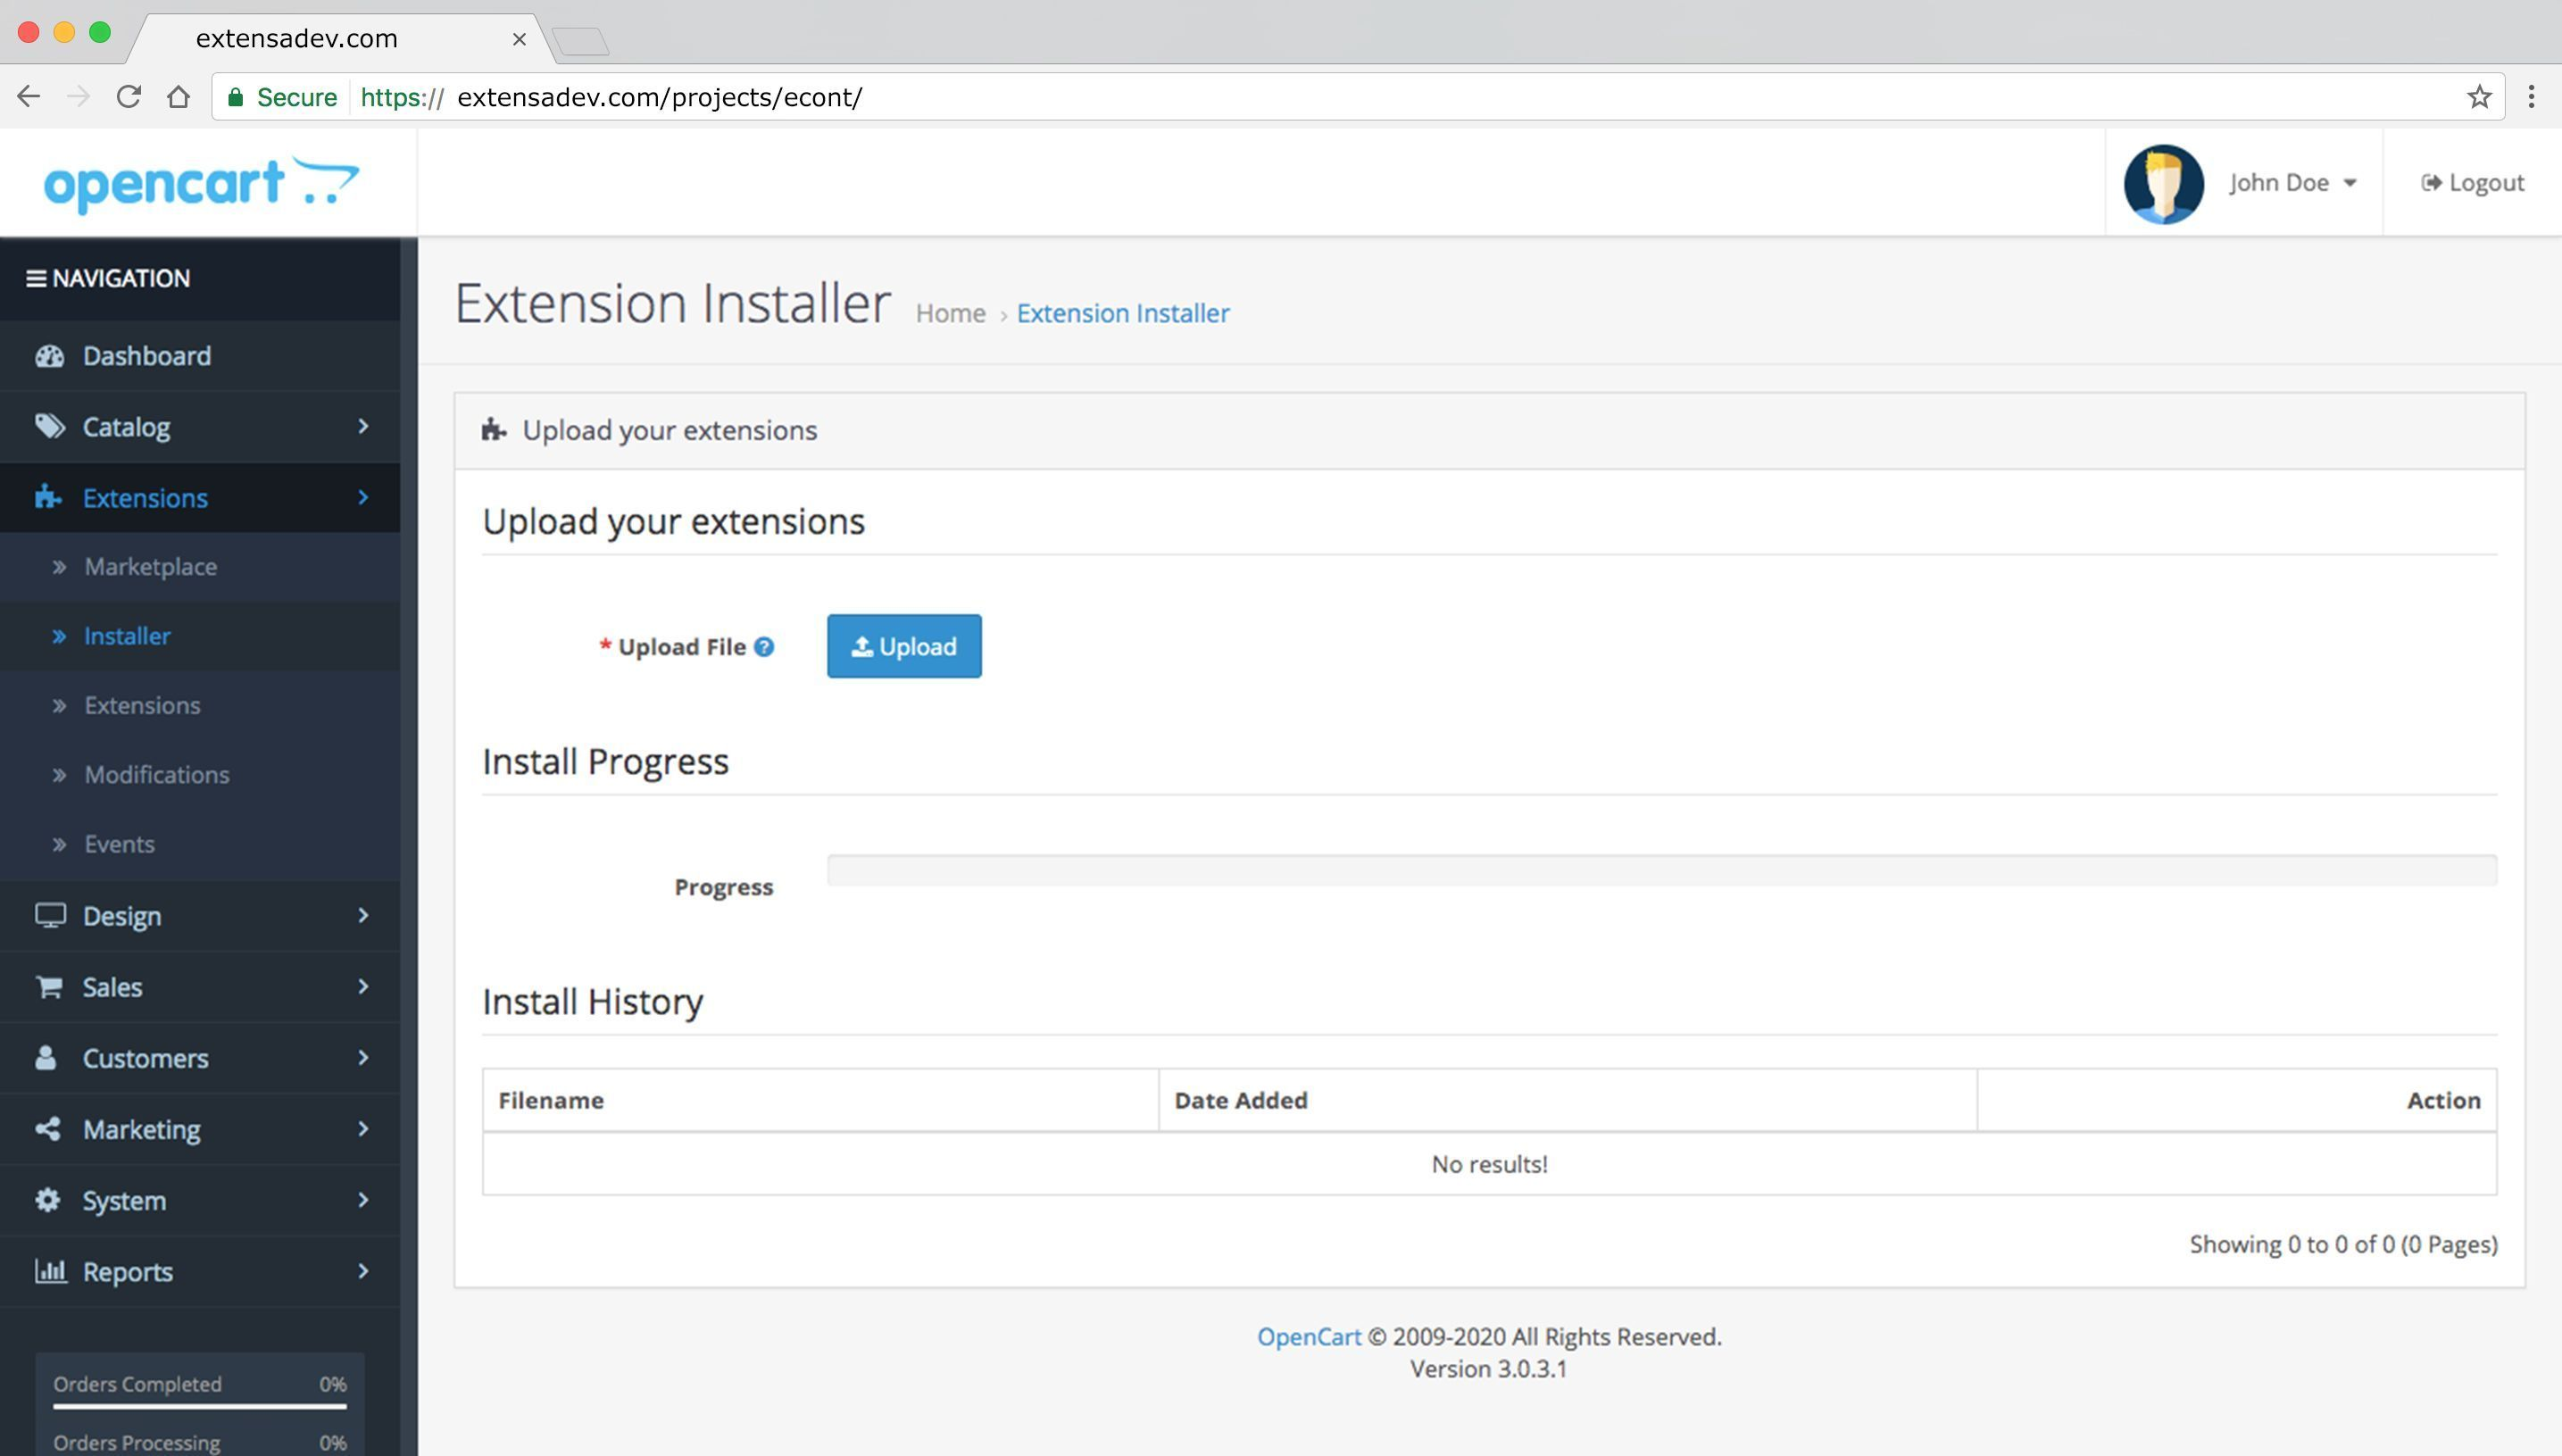 extensadev.com
Secure https:// extensadev.com/projects/econt/
opencart
John Doe
Logout
NAVIGATION
Dashboard
Catalog
Extensions
Marketplace
Installer
Extensions
Modifications
Events
Design
Sales
Customers
Marketing
System
Reports
Orders Completed 0%
Orders Processing 0%
Extension Installer
Home › Extension Installer
Upload your extensions
Upload your extensions
* Upload File ?
Upload
Install Progress
Progress
Install History
Filename Date Added Action
No results!
Showing 0 to 0 of 0 (0 Pages)
OpenCart © 2009-2020 All Rights Reserved.
Version 3.0.3.1